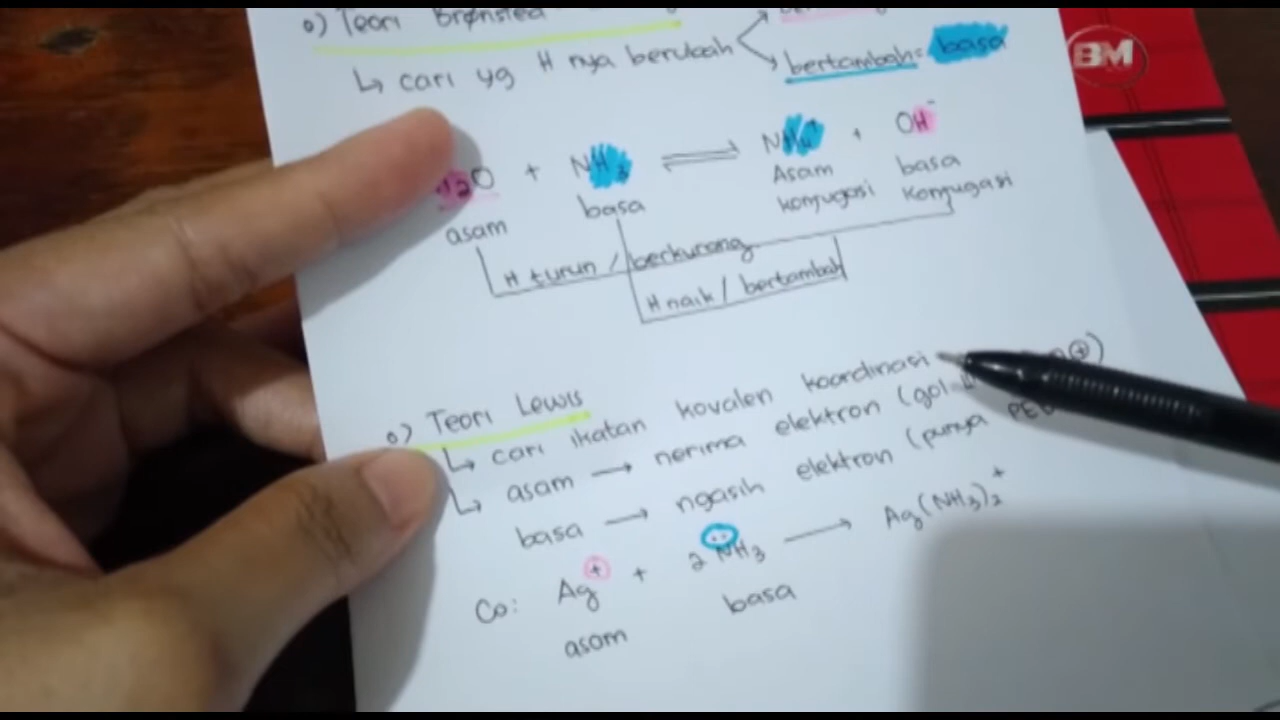 o) Teori Brønsted
↳ cari yg H nya berubah
bertambah = basa
H2O + NH3 ⇌ NH4+ + OH-
asam basa Asam konjugasi basa konjugasi
H turun / berkurang
H naik / bertambah
o) Teori Lewis
↳ cari ikatan kovalen koordinasi
↳ asam → nerima elektron (gol
basa → ngasih elektron (punya PE
Co: Ag+ + 2 NH3 → Ag(NH3)2+
asam basa
BM